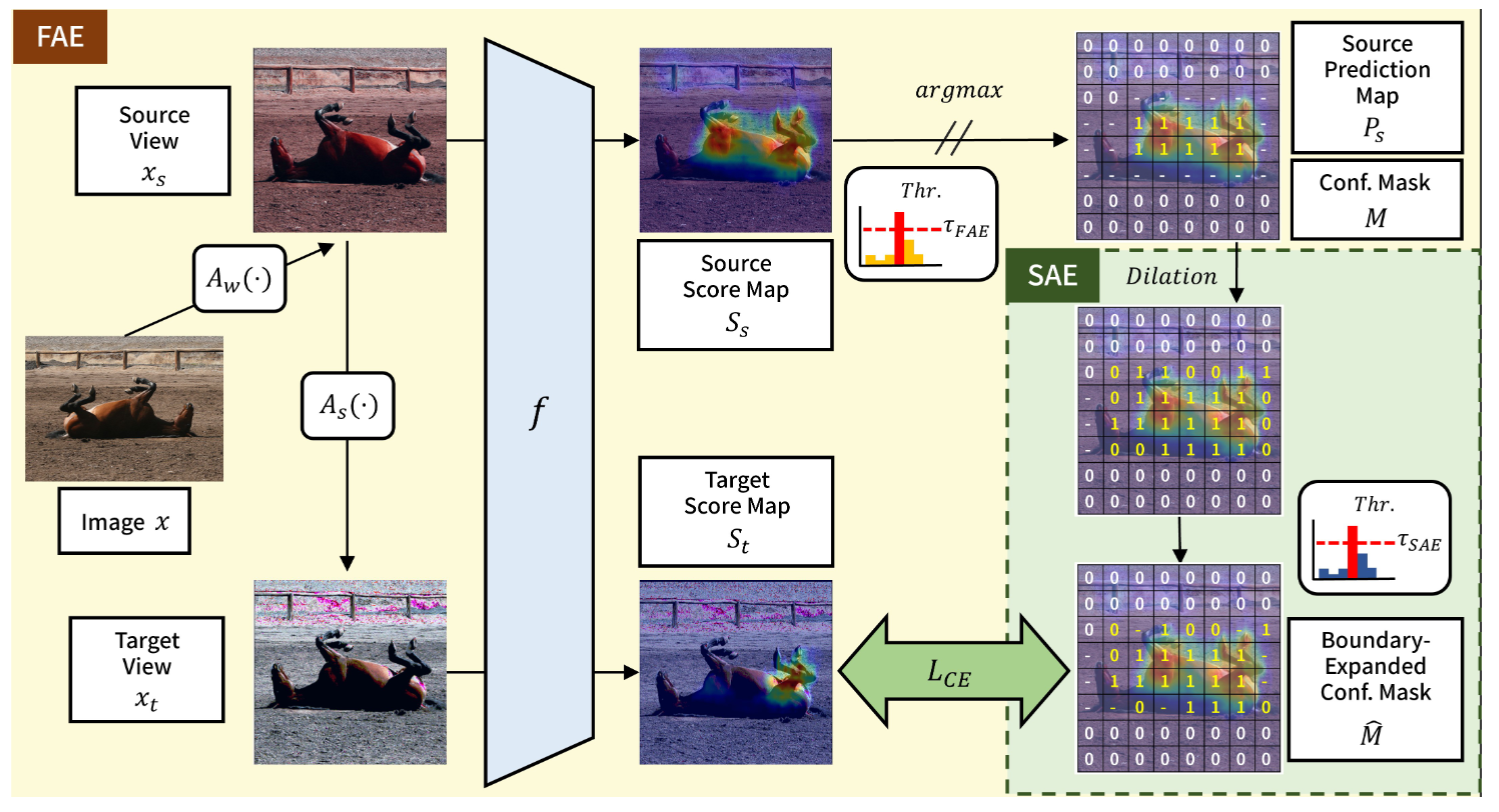 FAE
Source
View
x_s
A_w(·)
Image x
A_s(·)
Target
View
x_t
f
Source
Score Map
S_s
Target
Score Map
S_t
argmax
Thr.
τ_FAE
0 0 0 0 0 0 0 0
0 0 0 0 0 0 0 0
0 0 - - - - - -
- - 1 1 1 1 1 -
- - 1 1 1 1 1 -
- - - - - - - -
0 0 0 0 0 0 0 0
0 0 0 0 0 0 0 0
Source
Prediction
Map
P_s
Conf. Mask
M
SAE
Dilation
0 0 0 0 0 0 0 0
0 0 0 0 0 0 0 0
0 0 1 1 0 0 1 1
- 0 1 1 1 1 1 0
- 1 1 1 1 1 1 0
- 0 0 1 1 1 1 0
0 0 0 0 0 0 0 0
0 0 0 0 0 0 0 0
Thr.
τ_SAE
L_CE
0 0 0 0 0 0 0 0
0 0 0 0 0 0 0 0
0 0 - 1 0 0 - 1
- 0 1 1 1 1 1 -
- 1 1 1 1 1 1 -
- - 0 - 1 1 1 0
0 0 0 0 0 0 0 0
0 0 0 0 0 0 0 0
Boundary-
Expanded
Conf. Mask
M̂